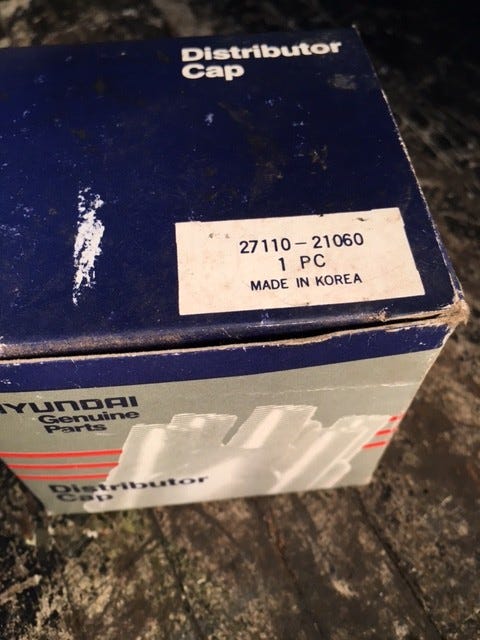 Distributor
Cap
27110-21060
1 PC
MADE IN KOREA
HYUNDAI
Genuine
Parts
Distributor
Cap